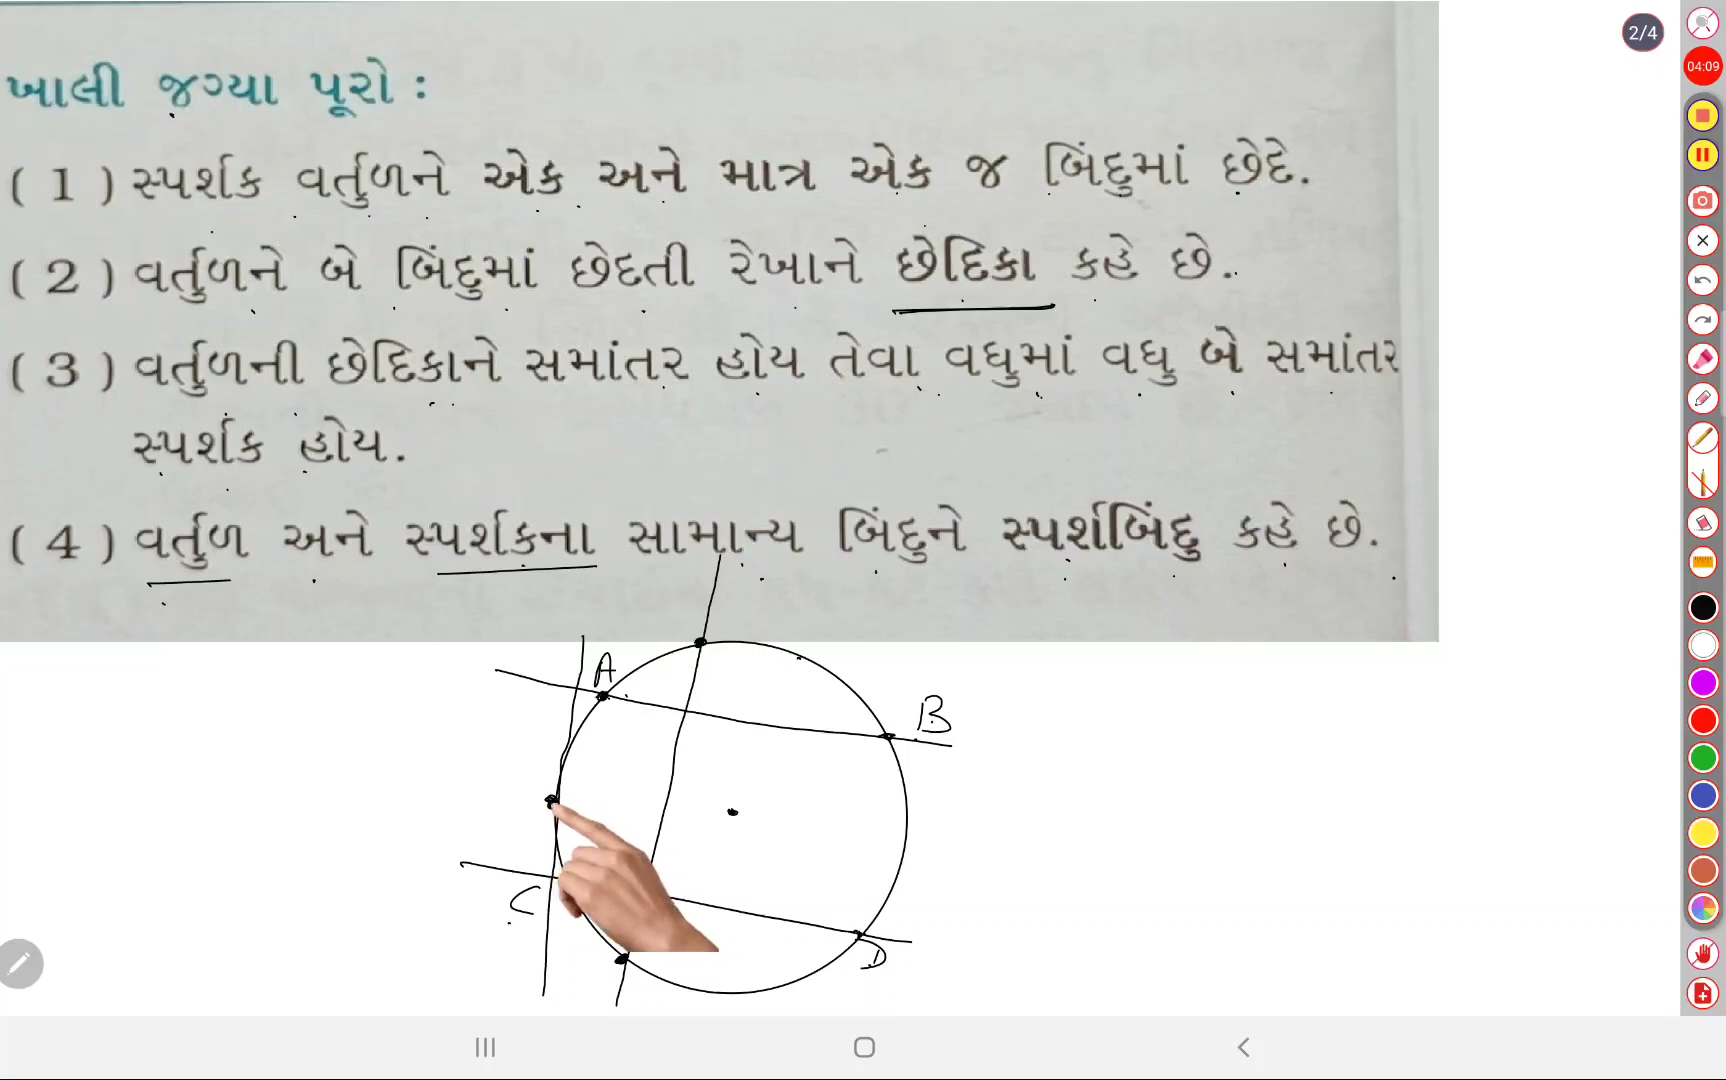 2/4
04:09
ખાલી જગ્યા પૂરો :
( 1 ) સ્પર્શક વર્તુળને એક અને માત્ર એક જ બિંદુમાં છેદે.
( 2 ) વર્તુળને બે બિંદુમાં છેદતી રેખાને છેદિકા કહે છે.
( 3 ) વર્તુળની છેદિકાને સમાંતર હોય તેવા વધુમાં વધુ બે સમાંતર
સ્પર્શક હોય.
( 4 ) વર્તુળ અને સ્પર્શકના સામાન્ય બિંદુને સ્પર્શબિંદુ કહે છે.
A
B
C
D